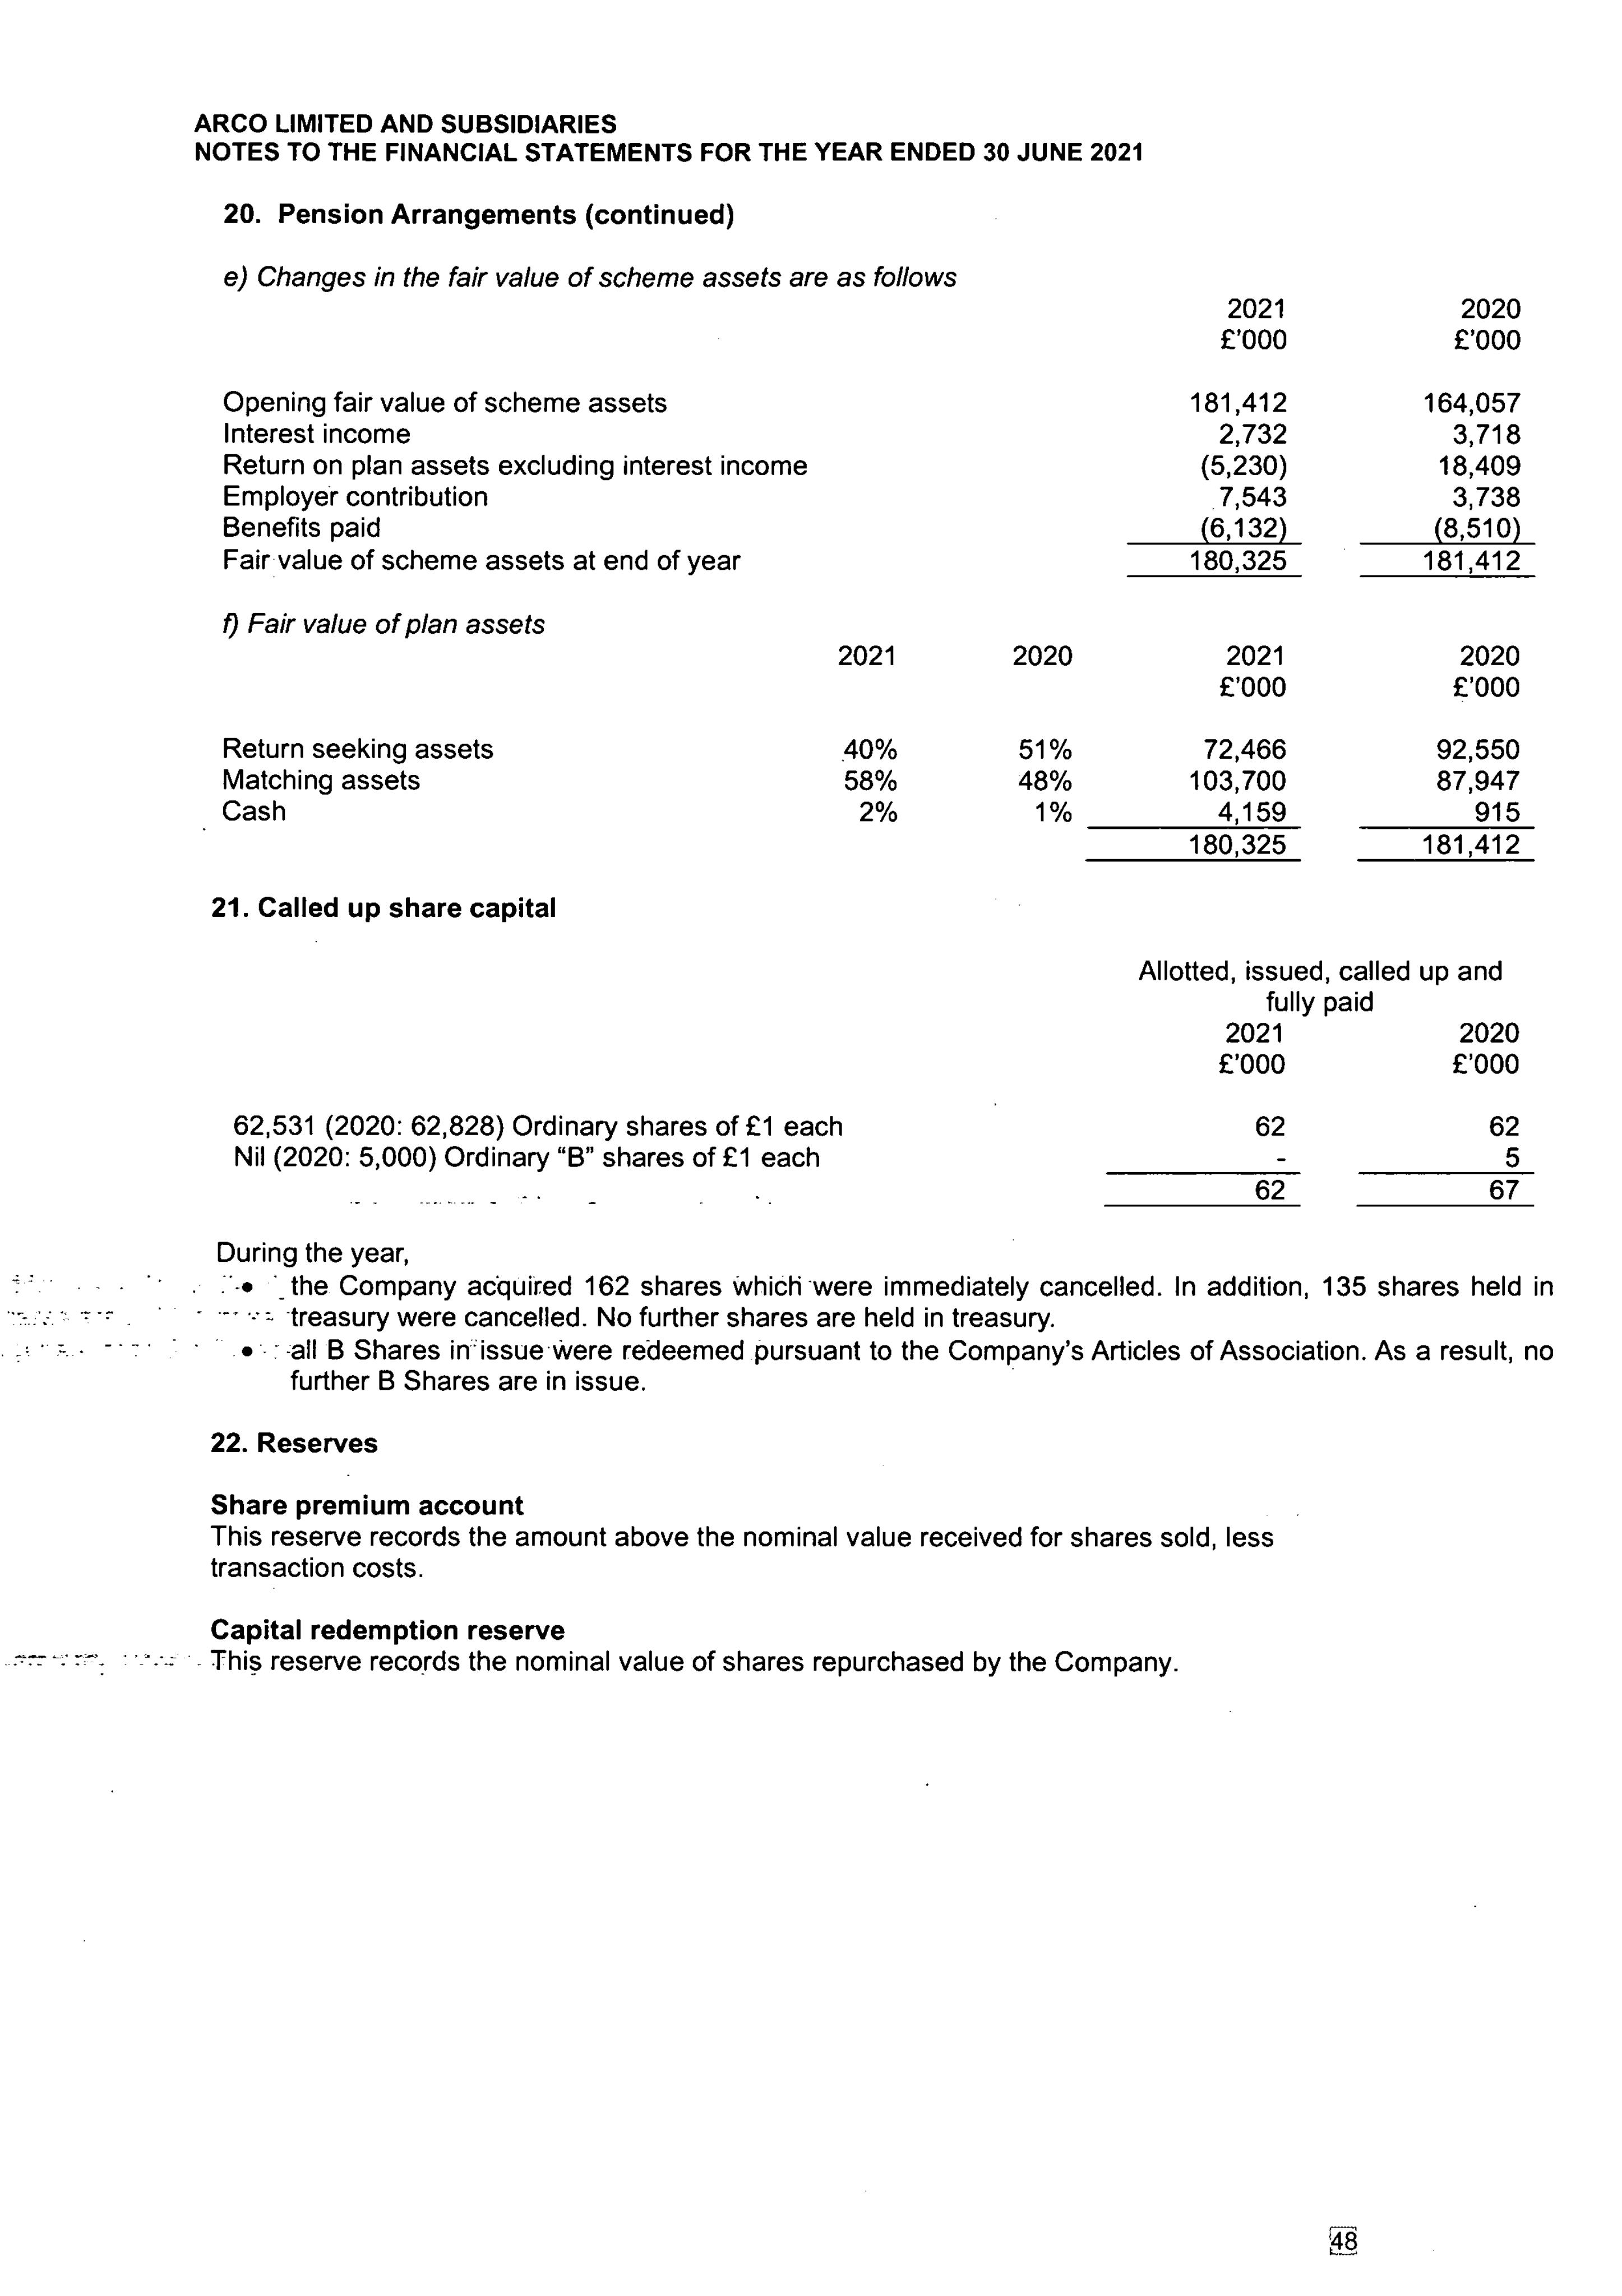 ARCO LIMITED AND SUBSIDIARIES
NOTES TO THE FINANCIAL STATEMENTS FOR THE YEAR ENDED 30 JUNE 2021
20. Pension Arrangements (continued)
e) Changes in the fair value of scheme assets are as follows
2021 2020
£'000 £'000
Opening fair value of scheme assets 181,412 164,057
Interest income 2,732 3,718
Return on plan assets excluding interest income (5,230) 18,409
Employer contribution 7,543 3,738
Benefits paid (6,132) (8,510)
Fair value of scheme assets at end of year 180,325 181,412
f) Fair value of plan assets
2021 2020 2021 2020
£'000 £'000
Return seeking assets 40% 51% 72,466 92,550
Matching assets 58% 48% 103,700 87,947
Cash 2% 1% 4,159 915
180,325 181,412
21. Called up share capital
Allotted, issued, called up and
fully paid
2021 2020
£'000 £'000
62,531 (2020: 62,828) Ordinary shares of £1 each 62 62
Nil (2020: 5,000) Ordinary “B” shares of £1 each - 5
62 67
During the year,
• the Company acquired 162 shares which were immediately cancelled. In addition, 135 shares held in
treasury were cancelled. No further shares are held in treasury.
• all B Shares in issue were redeemed pursuant to the Company's Articles of Association. As a result, no
further B Shares are in issue.
22. Reserves
Share premium account
This reserve records the amount above the nominal value received for shares sold, less
transaction costs.
Capital redemption reserve
This reserve records the nominal value of shares repurchased by the Company.
48